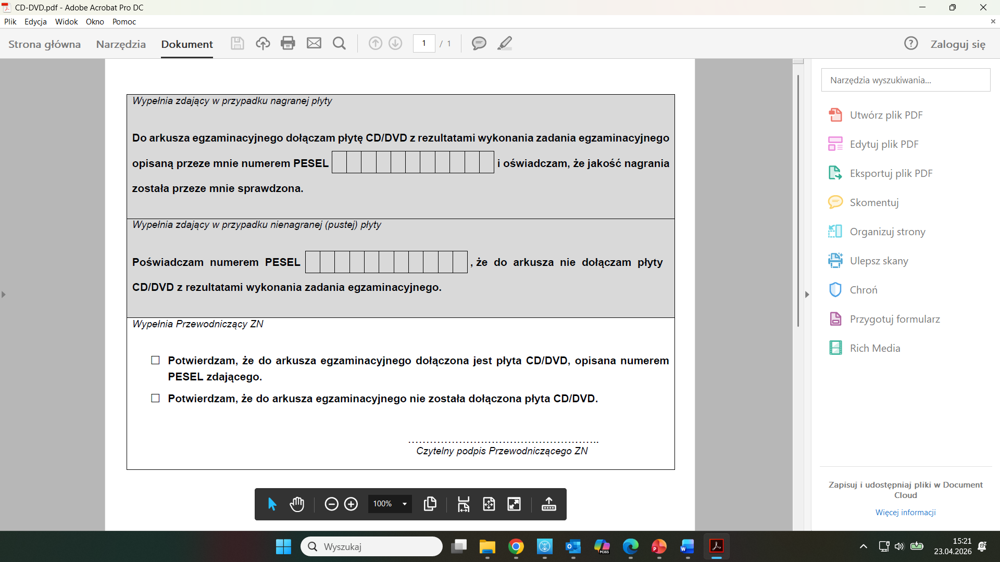 CD-DVD.pdf - Adobe Acrobat Pro DC
Plik Edycja Widok Okno Pomoc
Strona główna Narzędzia Dokument 1 / 1 Zaloguj się
Narzędzia wyszukiwania...
Wypełnia zdający w przypadku nagranej płyty
Do arkusza egzaminacyjnego dołączam płytę CD/DVD z rezultatami wykonania zadania egzaminacyjnego
opisaną przeze mnie numerem PESEL i oświadczam, że jakość nagrania
została przeze mnie sprawdzona.
Wypełnia zdający w przypadku nienagranej (pustej) płyty
Poświadczam numerem PESEL , że do arkusza nie dołączam płyty
CD/DVD z rezultatami wykonania zadania egzaminacyjnego.
Wypełnia Przewodniczący ZN
☐ Potwierdzam, że do arkusza egzaminacyjnego dołączona jest płyta CD/DVD, opisana numerem
PESEL zdającego.
☐ Potwierdzam, że do arkusza egzaminacyjnego nie została dołączona płyta CD/DVD.
……………………………………………..
Czytelny podpis Przewodniczącego ZN
100%
Utwórz plik PDF
Edytuj plik PDF
Eksportuj plik PDF
Skomentuj
Organizuj strony
Ulepsz skany
Chroń
Przygotuj formularz
Rich Media
Zapisuj i udostępniaj pliki w Document
Cloud
Więcej informacji
Wyszukaj
M365
15:21
23.04.2026